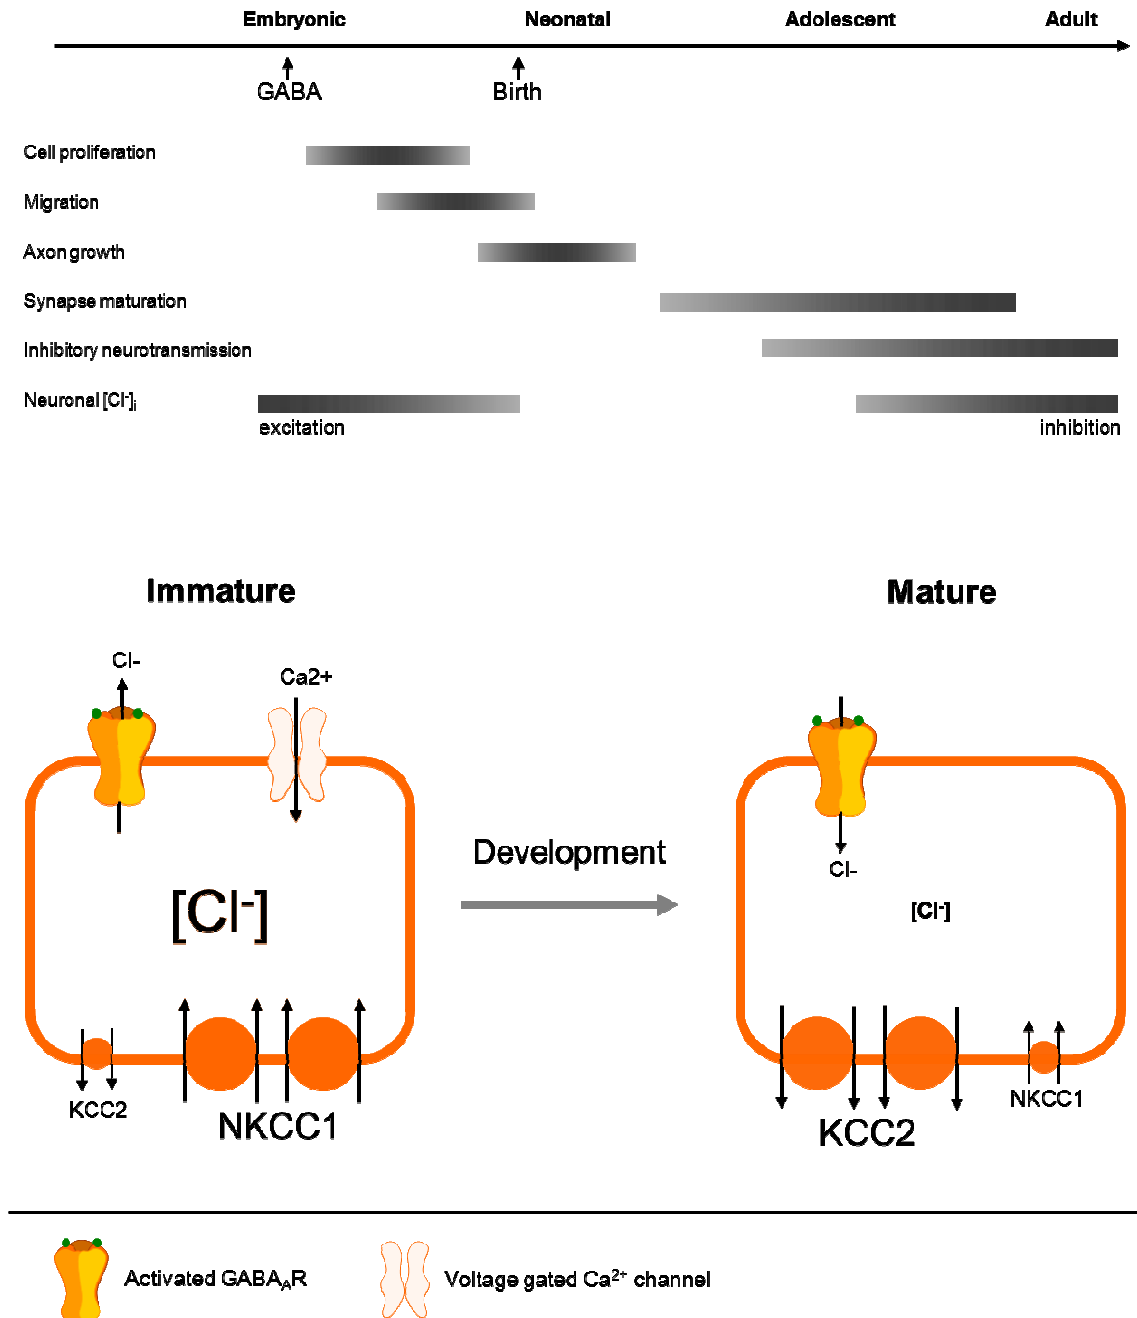 Embryonic Neonatal Adolescent Adult
GABA Birth
Cell proliferation
Migration
Axon growth
Synapse maturation
Inhibitory neurotransmission
Neuronal [Cl-]i
excitation inhibition
Immature Mature
Cl- Ca2+
Development
Cl-
[Cl-] [Cl-]
KCC2 NKCC1 KCC2 NKCC1
Activated GABAAR Voltage gated Ca2+ channel